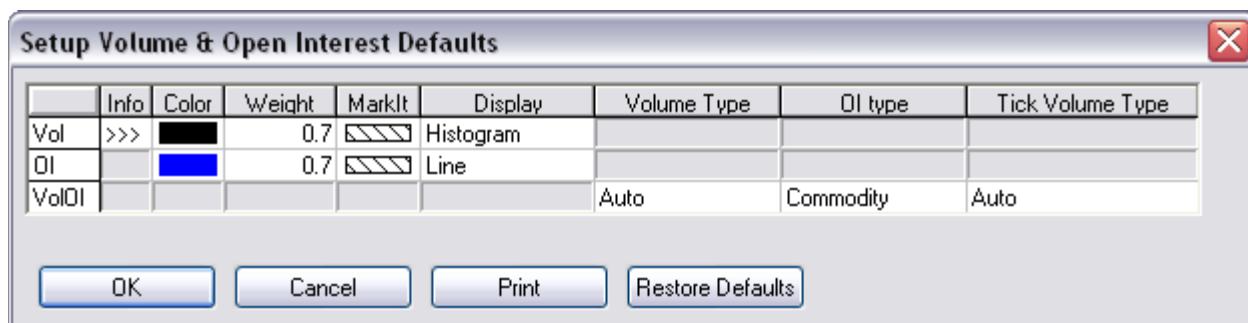 Setup Volume & Open Interest Defaults
Info Color Weight MarkIt Display Volume Type OI type Tick Volume Type
Vol >>> 0.7 Histogram
OI 0.7 Line
VolOI Auto Commodity Auto
OK Cancel Print Restore Defaults